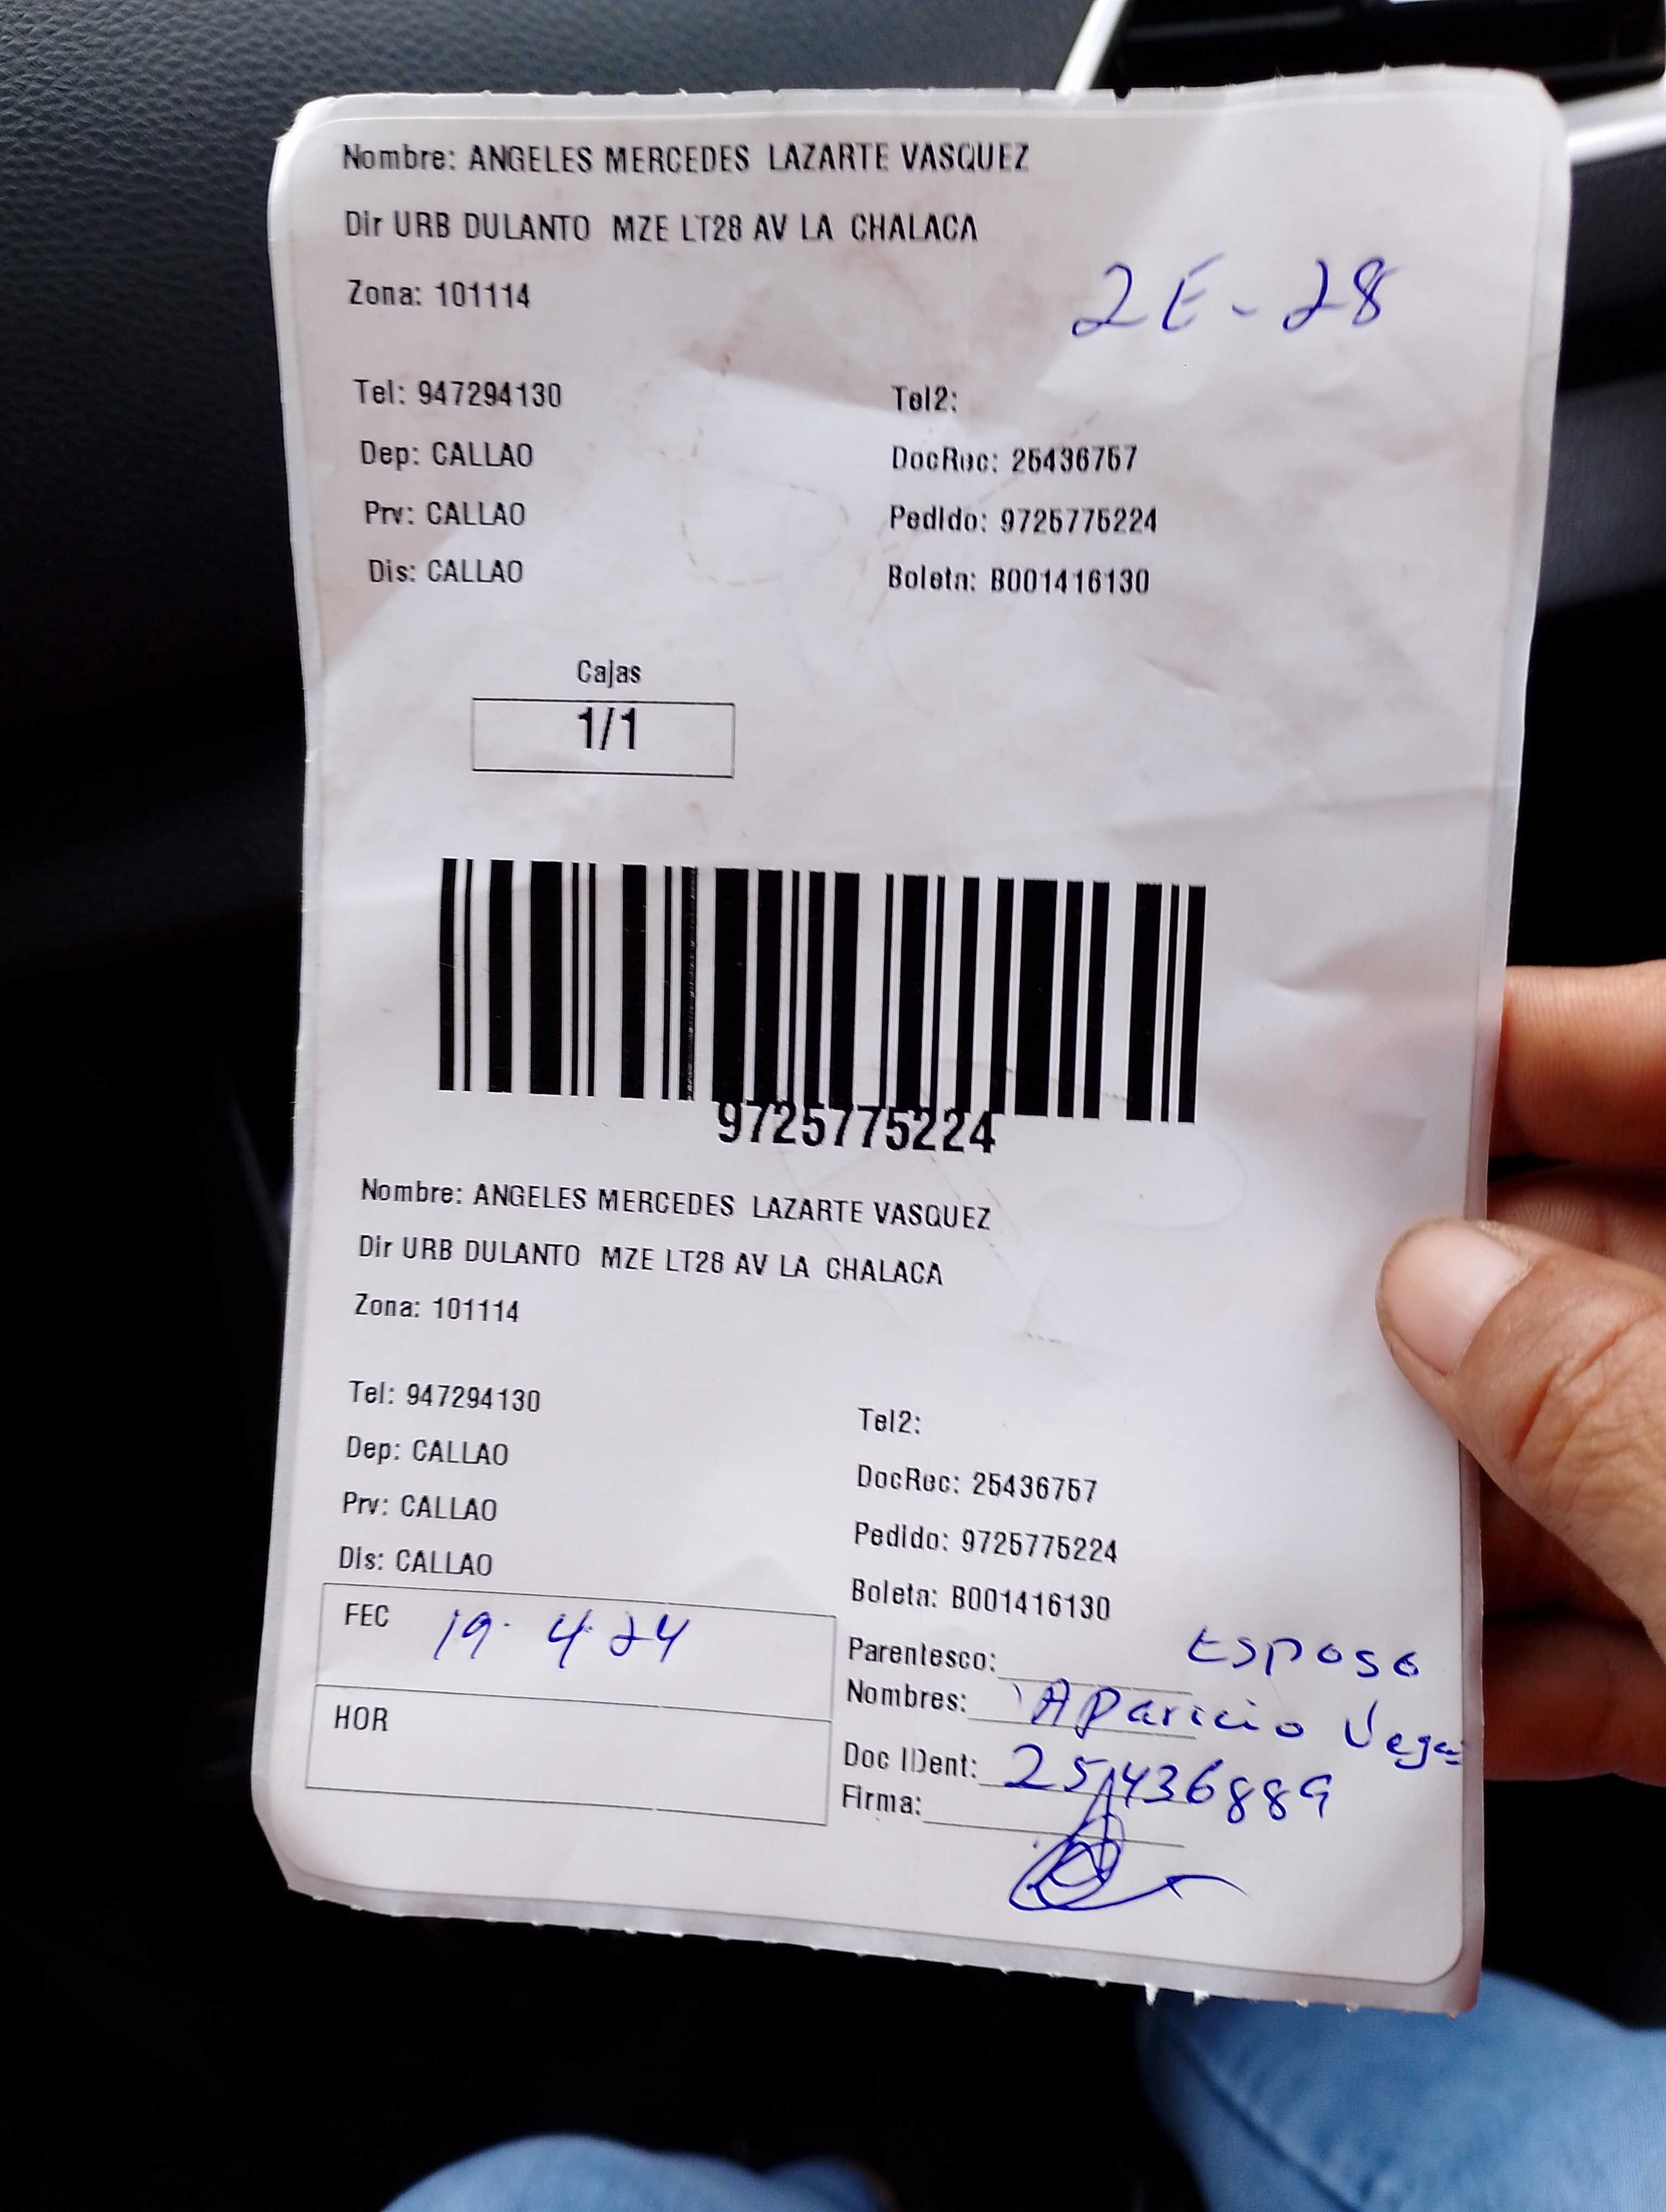 Nombre: ANGELES MERCEDES LAZARTE VASQUEZ
Dir URB DULANTO MZE LT28 AV LA CHALACA
Zona: 101114
2E - 28
Tel: 947294130 Tel2:
Dep: CALLAO DocRec: 25436757
Prv: CALLAO Pedido: 9725775224
Dis: CALLAO Boleta: B001416130
Cajas
1/1
9725775224
Nombre: ANGELES MERCEDES LAZARTE VASQUEZ
Dir URB DULANTO MZE LT28 AV LA CHALACA
Zona: 101114
Tel: 947294130 Tel2:
Dep: CALLAO DocRec: 25436757
Prv: CALLAO Pedido: 9725775224
Dis: CALLAO Boleta: B001416130
FEC 19. 4. 24
HOR
Parentesco: Esposo
Nombres: Aparicio Vega
Doc IDent: 25436889
Firma: